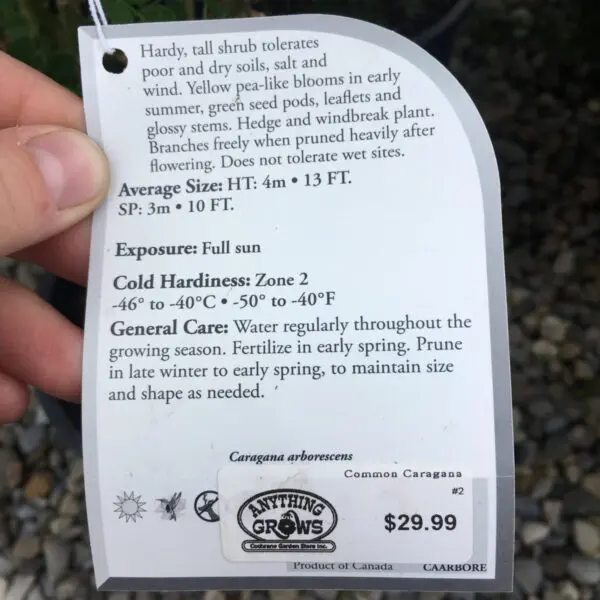 Hardy, tall shrub tolerates
poor and dry soils, salt and
wind. Yellow pea-like blooms in early
summer, green seed pods, leaflets and
glossy stems. Hedge and windbreak plant.
Branches freely when pruned heavily after
flowering. Does not tolerate wet sites.
Average Size: HT: 4m • 13 FT.
SP: 3m • 10 FT.
Exposure: Full sun
Cold Hardiness: Zone 2
-46° to -40°C • -50° to -40°F
General Care: Water regularly throughout the
growing season. Fertilize in early spring. Prune
in late winter to early spring, to maintain size
and shape as needed.
Caragana arborescens
Common Caragana
#2
ANYTHING
GROWS
Cochrane Garden Store Inc.
$29.99
Product of Canada CAARBORE